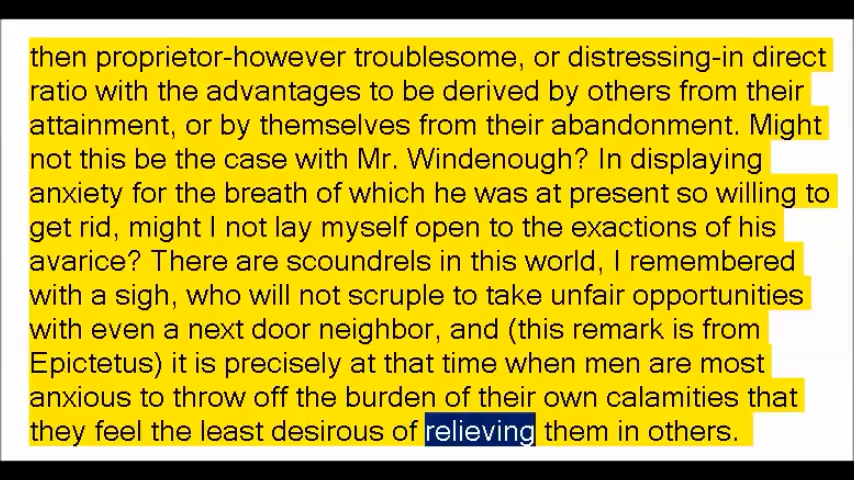 then proprietor-however troublesome, or distressing-in direct
ratio with the advantages to be derived by others from their
attainment, or by themselves from their abandonment. Might
not this be the case with Mr. Windenough? In displaying
anxiety for the breath of which he was at present so willing to
get rid, might I not lay myself open to the exactions of his
avarice? There are scoundrels in this world, I remembered
with a sigh, who will not scruple to take unfair opportunities
with even a next door neighbor, and (this remark is from
Epictetus) it is precisely at that time when men are most
anxious to throw off the burden of their own calamities that
they feel the least desirous of relieving them in others.